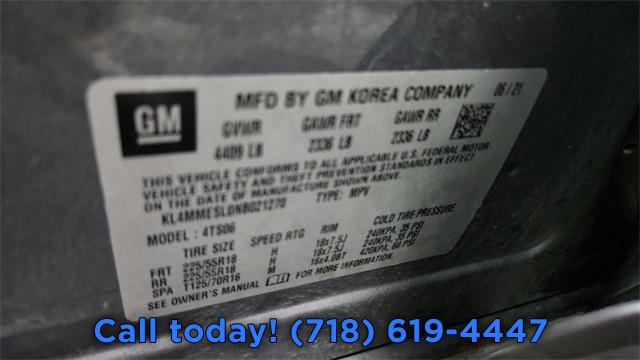 GM
MFD BY GM KOREA COMPANY 06/21
GVWR GAWR FRT GAWR RR
4409 LB 2336 LB 2336 LB
THIS VEHICLE CONFORMS TO ALL APPLICABLE U.S. FEDERAL MOTOR
VEHICLE SAFETY AND THEFT PREVENTION STANDARDS IN EFFECT
ON THE DATE OF MANUFACTURE SHOWN ABOVE.
KL4MMESL0NB021270 TYPE: MPV
MODEL: 4TS06
TIRE SIZE SPEED RTG RIM COLD TIRE PRESSURE
FRT 225/55R18 H 18x7.5J 240KPA, 35 PSI
RR 225/55R18 H 18x7.5J 240KPA, 35 PSI
SPA T125/70R16 M 16x4.0BT 420KPA, 60 PSI
SEE OWNER'S MANUAL FOR MORE INFORMATION.
Call today! (718) 619-4447